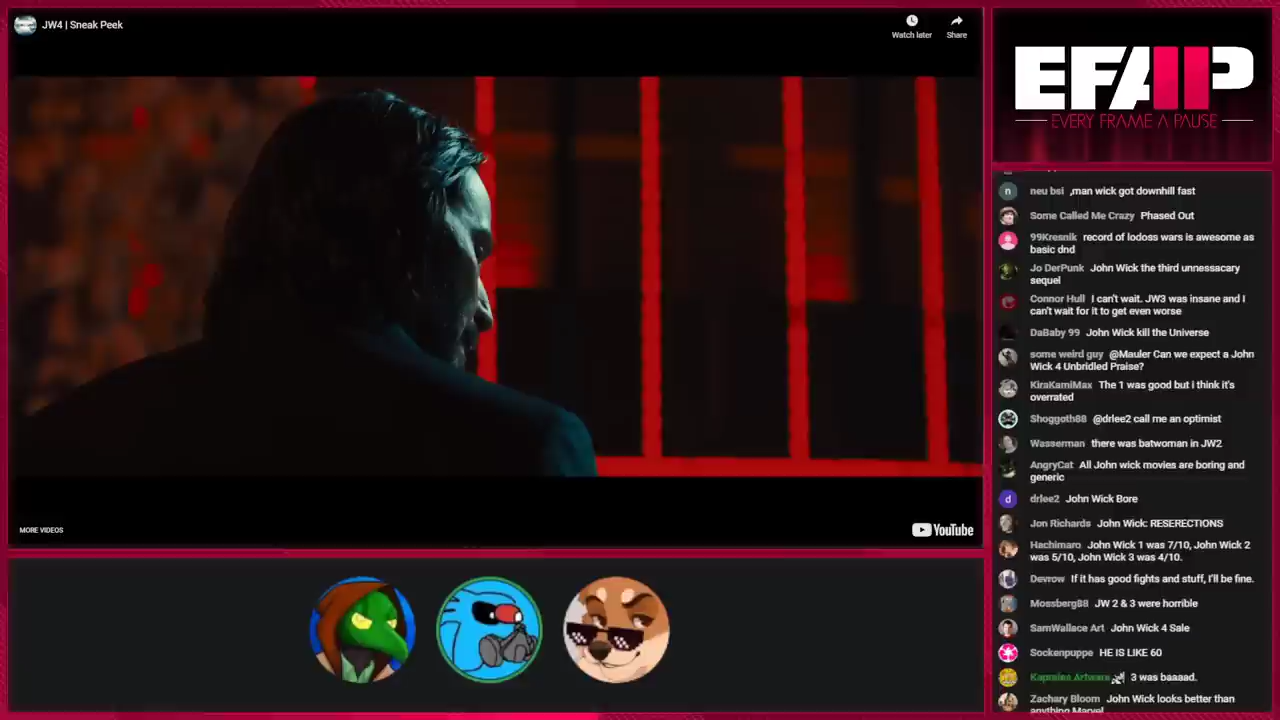 JW4 | Sneak Peek
Watch later
Share
MORE VIDEOS
YouTube
EFAP
EVERY FRAME A PAUSE
neu bsi ,man wick got downhill fast
Some Called Me Crazy Phased Out
99Kresnik record of lodoss wars is awesome as
basic dnd
Jo DerPunk John Wick the third unnessacary
sequel
Connor Hull I can't wait. JW3 was insane and I
can't wait for it to get even worse
DaBaby 99 John Wick kill the Universe
some weird guy @Mauler Can we expect a John
Wick 4 Unbridled Praise?
KiraKamiMax The 1 was good but i think it's
overrated
Shoggoth88 @drlee2 call me an optimist
Wasserman there was batwoman in JW2
AngryCat All John wick movies are boring and
generic
drlee2 John Wick Bore
Jon Richards John Wick: RESERECTIONS
Hachimaro John Wick 1 was 7/10, John Wick 2
was 5/10, John Wick 3 was 4/10.
Devrow If it has good fights and stuff, I'll be fine.
Mossberg88 JW 2 & 3 were horrible
SamWallace Art John Wick 4 Sale
Sockenpuppe HE IS LIKE 60
3 was baaaad.
Zachary Bloom John Wick looks better than
anything Marvel